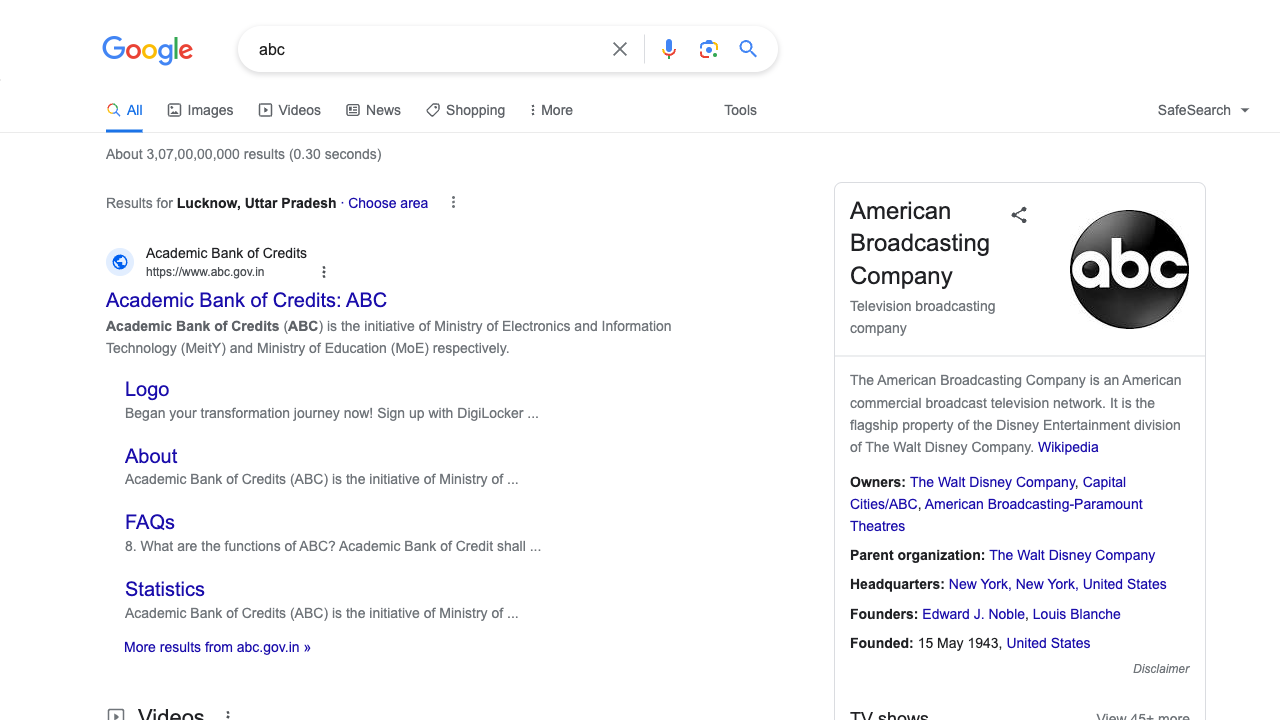 Google
abc
All
Images
Videos
News
Shopping
More
Tools
SafeSearch
About 3,07,00,00,000 results (0.30 seconds)
Results for Lucknow, Uttar Pradesh · Choose area
Academic Bank of Credits
https://www.abc.gov.in
Academic Bank of Credits: ABC
Academic Bank of Credits (ABC) is the initiative of Ministry of Electronics and Information
Technology (MeitY) and Ministry of Education (MoE) respectively.
Logo
Began your transformation journey now! Sign up with DigiLocker ...
About
Academic Bank of Credits (ABC) is the initiative of Ministry of ...
FAQs
8. What are the functions of ABC? Academic Bank of Credit shall ...
Statistics
Academic Bank of Credits (ABC) is the initiative of Ministry of ...
More results from abc.gov.in »
Videos
American
Broadcasting
Company
Television broadcasting
company
abc
The American Broadcasting Company is an American
commercial broadcast television network. It is the
flagship property of the Disney Entertainment division
of The Walt Disney Company. Wikipedia
Owners: The Walt Disney Company, Capital
Cities/ABC, American Broadcasting-Paramount
Theatres
Parent organization: The Walt Disney Company
Headquarters: New York, New York, United States
Founders: Edward J. Noble, Louis Blanche
Founded: 15 May 1943, United States
Disclaimer
TV shows
View 45+ more